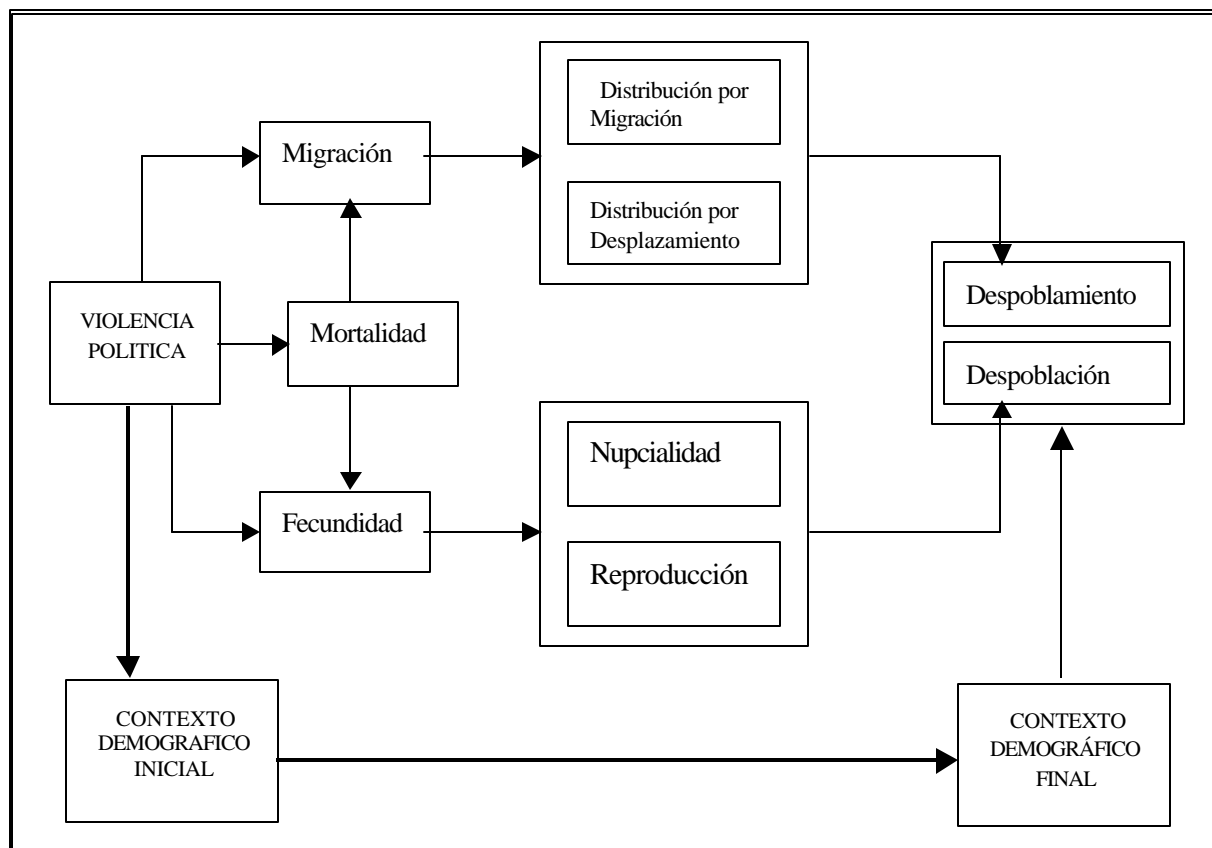 Distribución por
Migración
Migración
Distribución por
Desplazamiento
Despoblamiento
VIOLENCIA
POLITICA
Mortalidad
Despoblación
Nupcialidad
Fecundidad
Reproducción
CONTEXTO
DEMOGRAFICO
INICIAL
CONTEXTO
DEMOGRÁFICO
FINAL